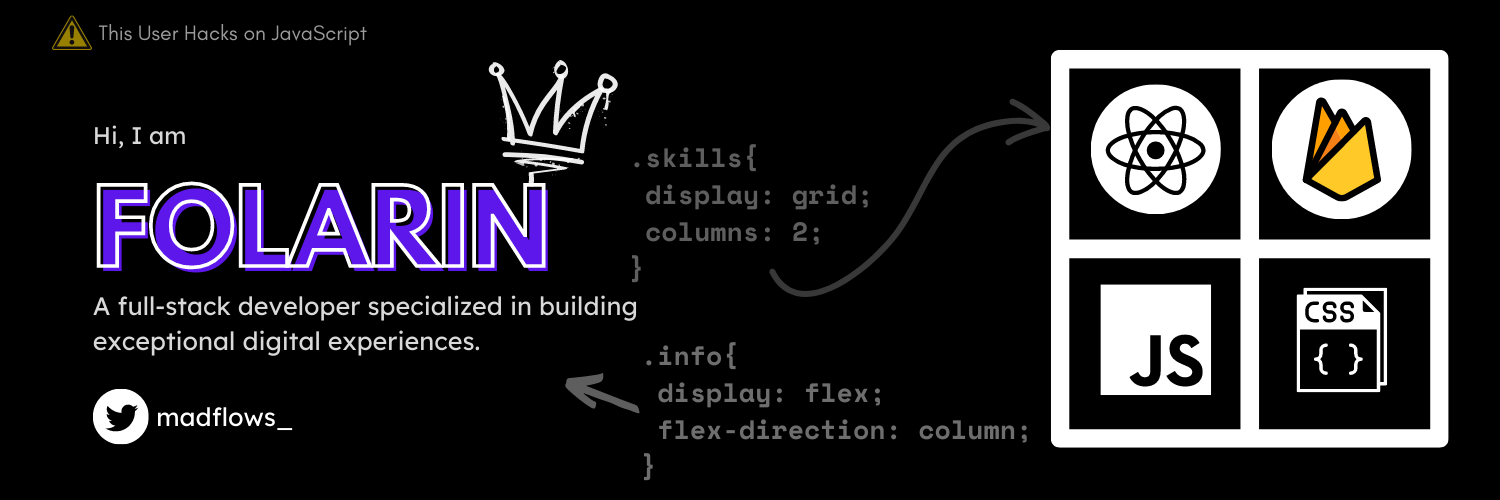 This User Hacks on JavaScript
Hi, I am
FOLARIN
A full-stack developer specialized in building
exceptional digital experiences.
madflows_
.skills{
display: grid;
columns: 2;
}
.info{
display: flex;
flex-direction: column;
}
JS
CSS
{ }